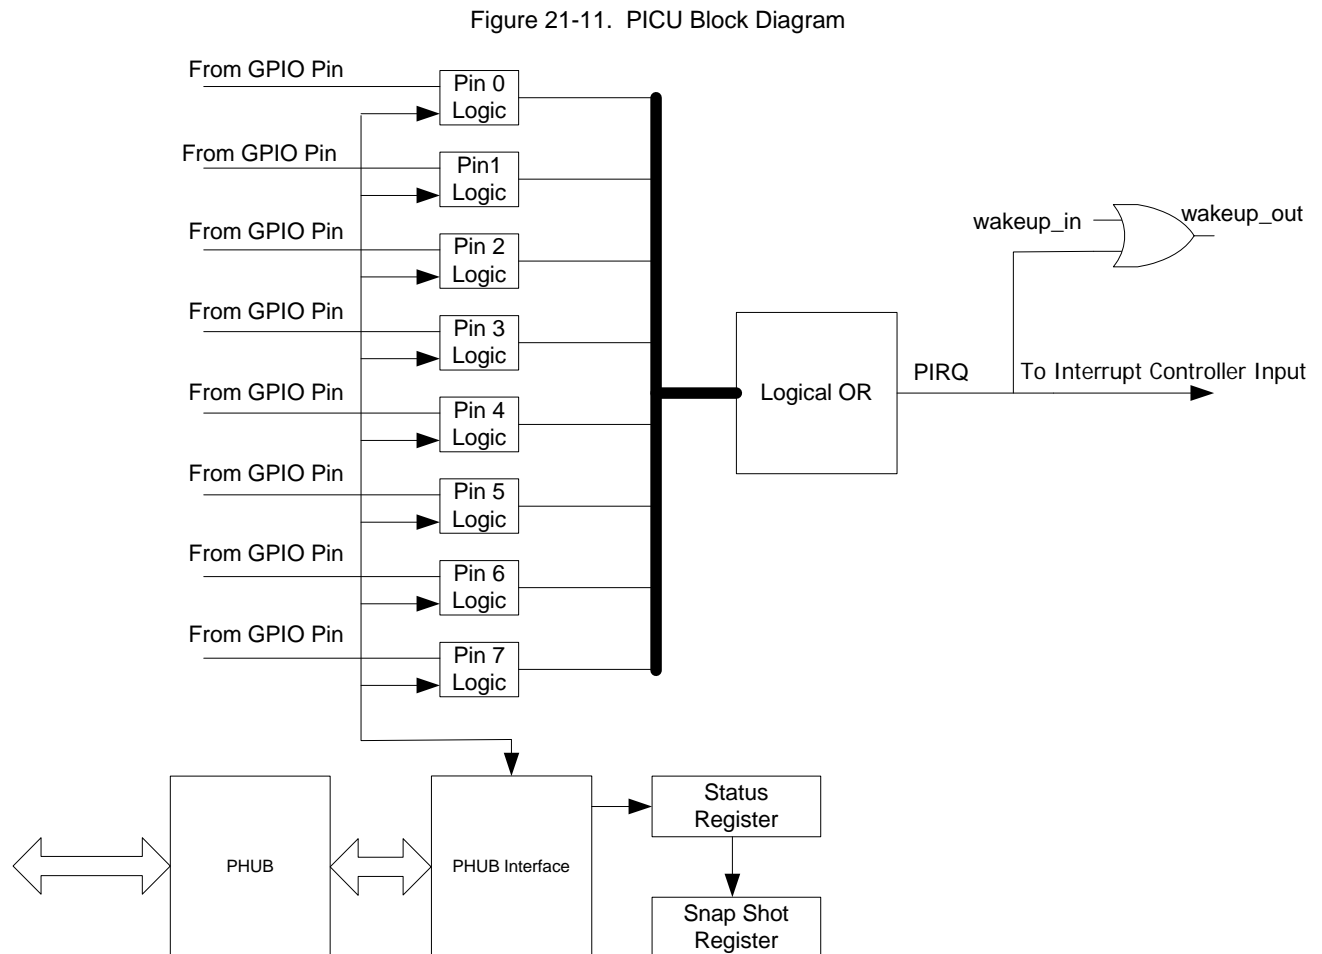 Figure 21-11. PICU Block Diagram
From GPIO Pin
Pin 0
Logic
From GPIO Pin
Pin1
Logic
From GPIO Pin
Pin 2
Logic
wakeup_in
wakeup_out
From GPIO Pin
Pin 3
Logic
Logical OR
PIRQ
To Interrupt Controller Input
From GPIO Pin
Pin 4
Logic
From GPIO Pin
Pin 5
Logic
From GPIO Pin
Pin 6
Logic
From GPIO Pin
Pin 7
Logic
PHUB
PHUB Interface
Status
Register
Snap Shot
Register